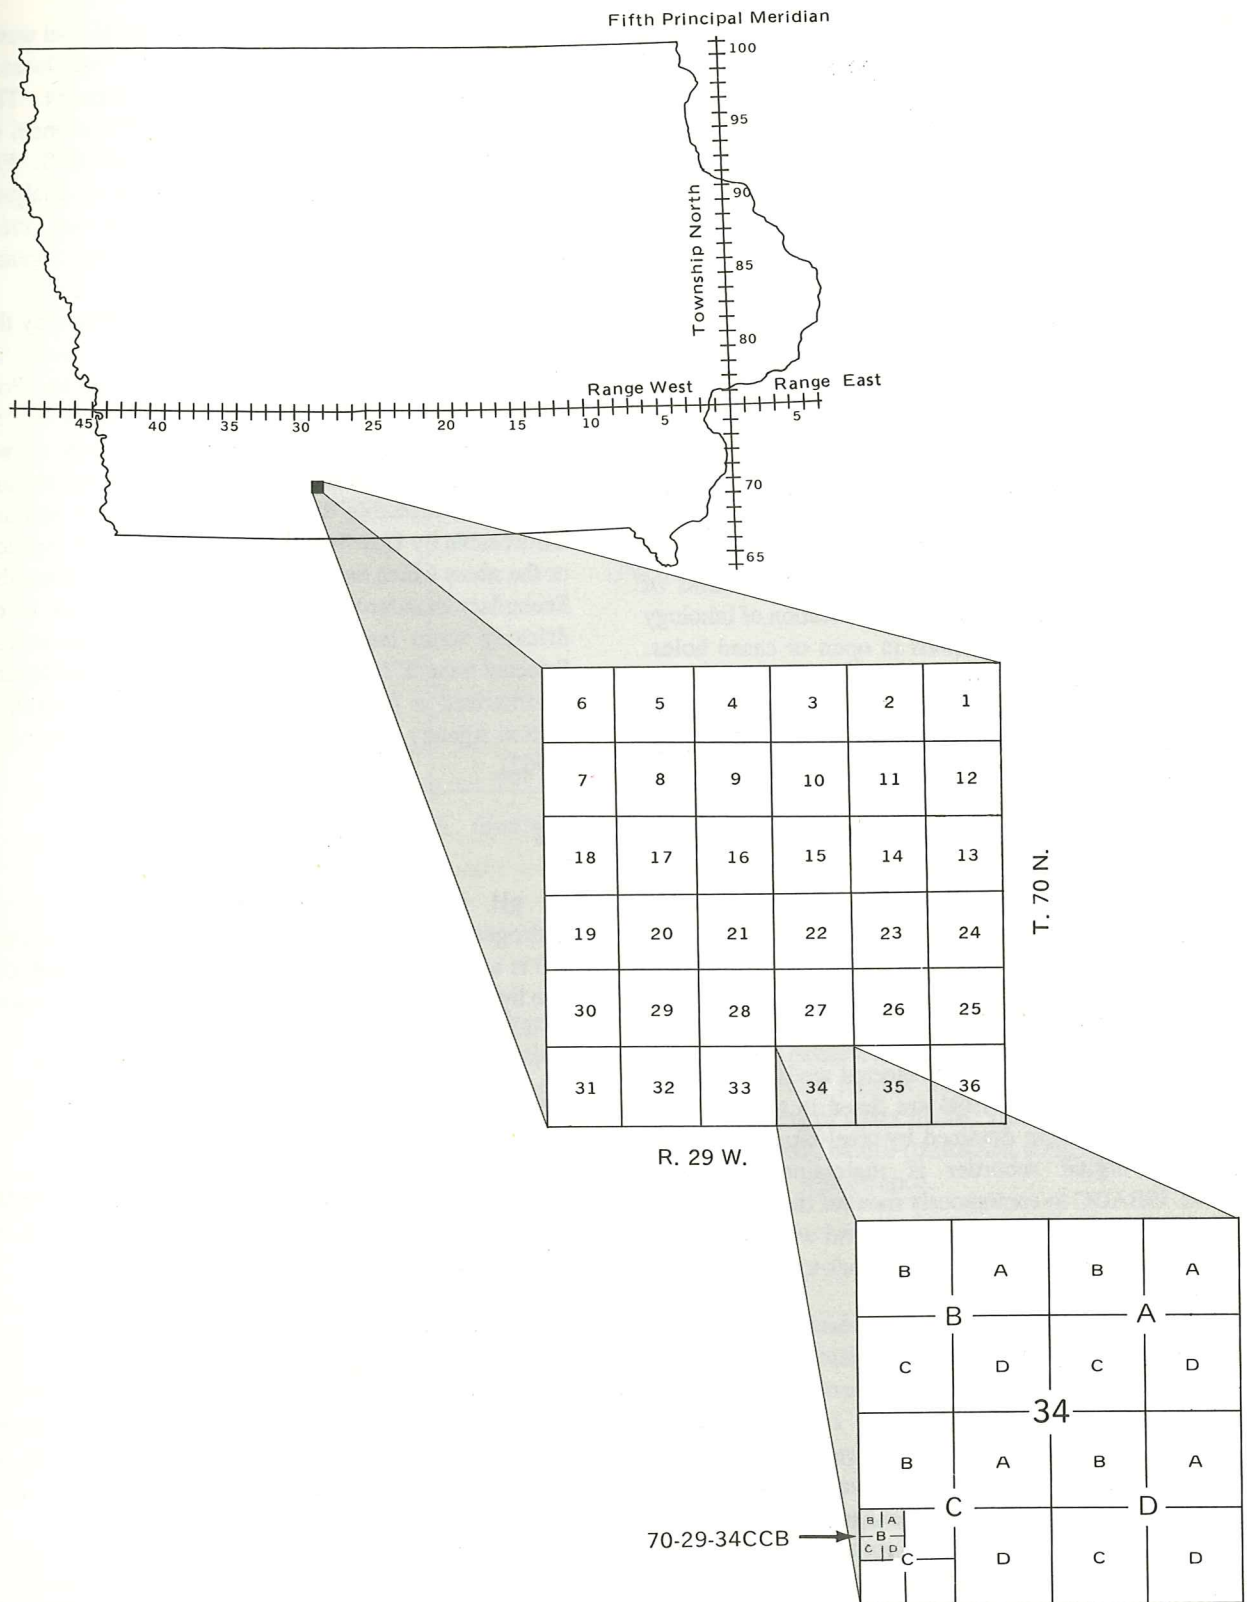 Fifth Principal Meridian
100
95
90
85
80
70
65
Township North
Range West
Range East
45 40 35 30 25 20 15 10 5
5
6 5 4 3 2 1
7 8 9 10 11 12
18 17 16 15 14 13
19 20 21 22 23 24
30 29 28 27 26 25
31 32 33 34 35 36
T. 70 N.
R. 29 W.
B A B A
B A
C D C D
34
B A B A
C D
B A
B
C D
C D C D
70-29-34CCB